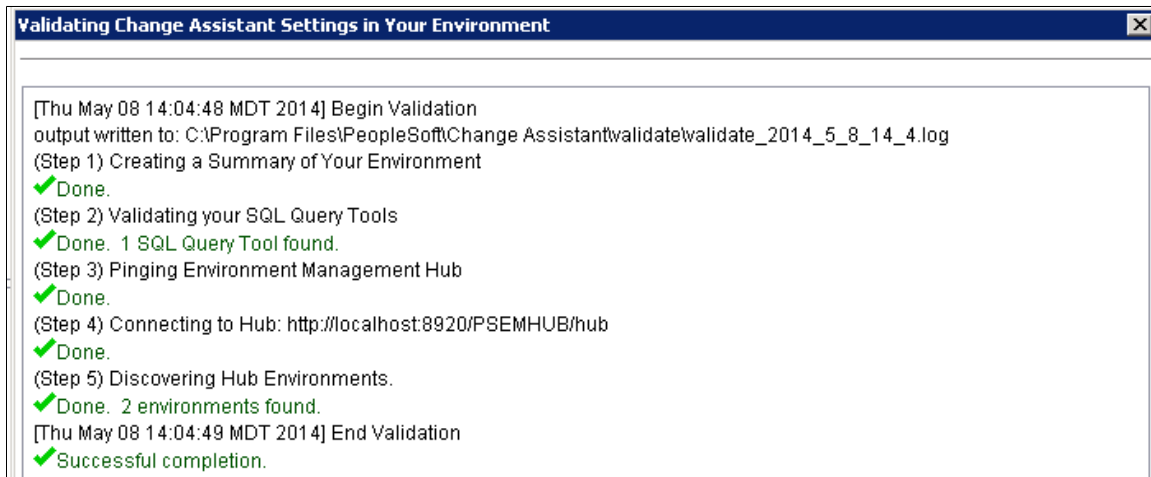 Validating Change Assistant Settings in Your Environment
[Thu May 08 14:04:48 MDT 2014] Begin Validation
output written to: C:\Program Files\PeopleSoft\Change Assistant\validate\validate_2014_5_8_14_4.log
(Step 1) Creating a Summary of Your Environment
Done.
(Step 2) Validating your SQL Query Tools
Done. 1 SQL Query Tool found.
(Step 3) Pinging Environment Management Hub
Done.
(Step 4) Connecting to Hub: http://localhost:8920/PSEMHUB/hub
Done.
(Step 5) Discovering Hub Environments.
Done. 2 environments found.
[Thu May 08 14:04:49 MDT 2014] End Validation
Successful completion.